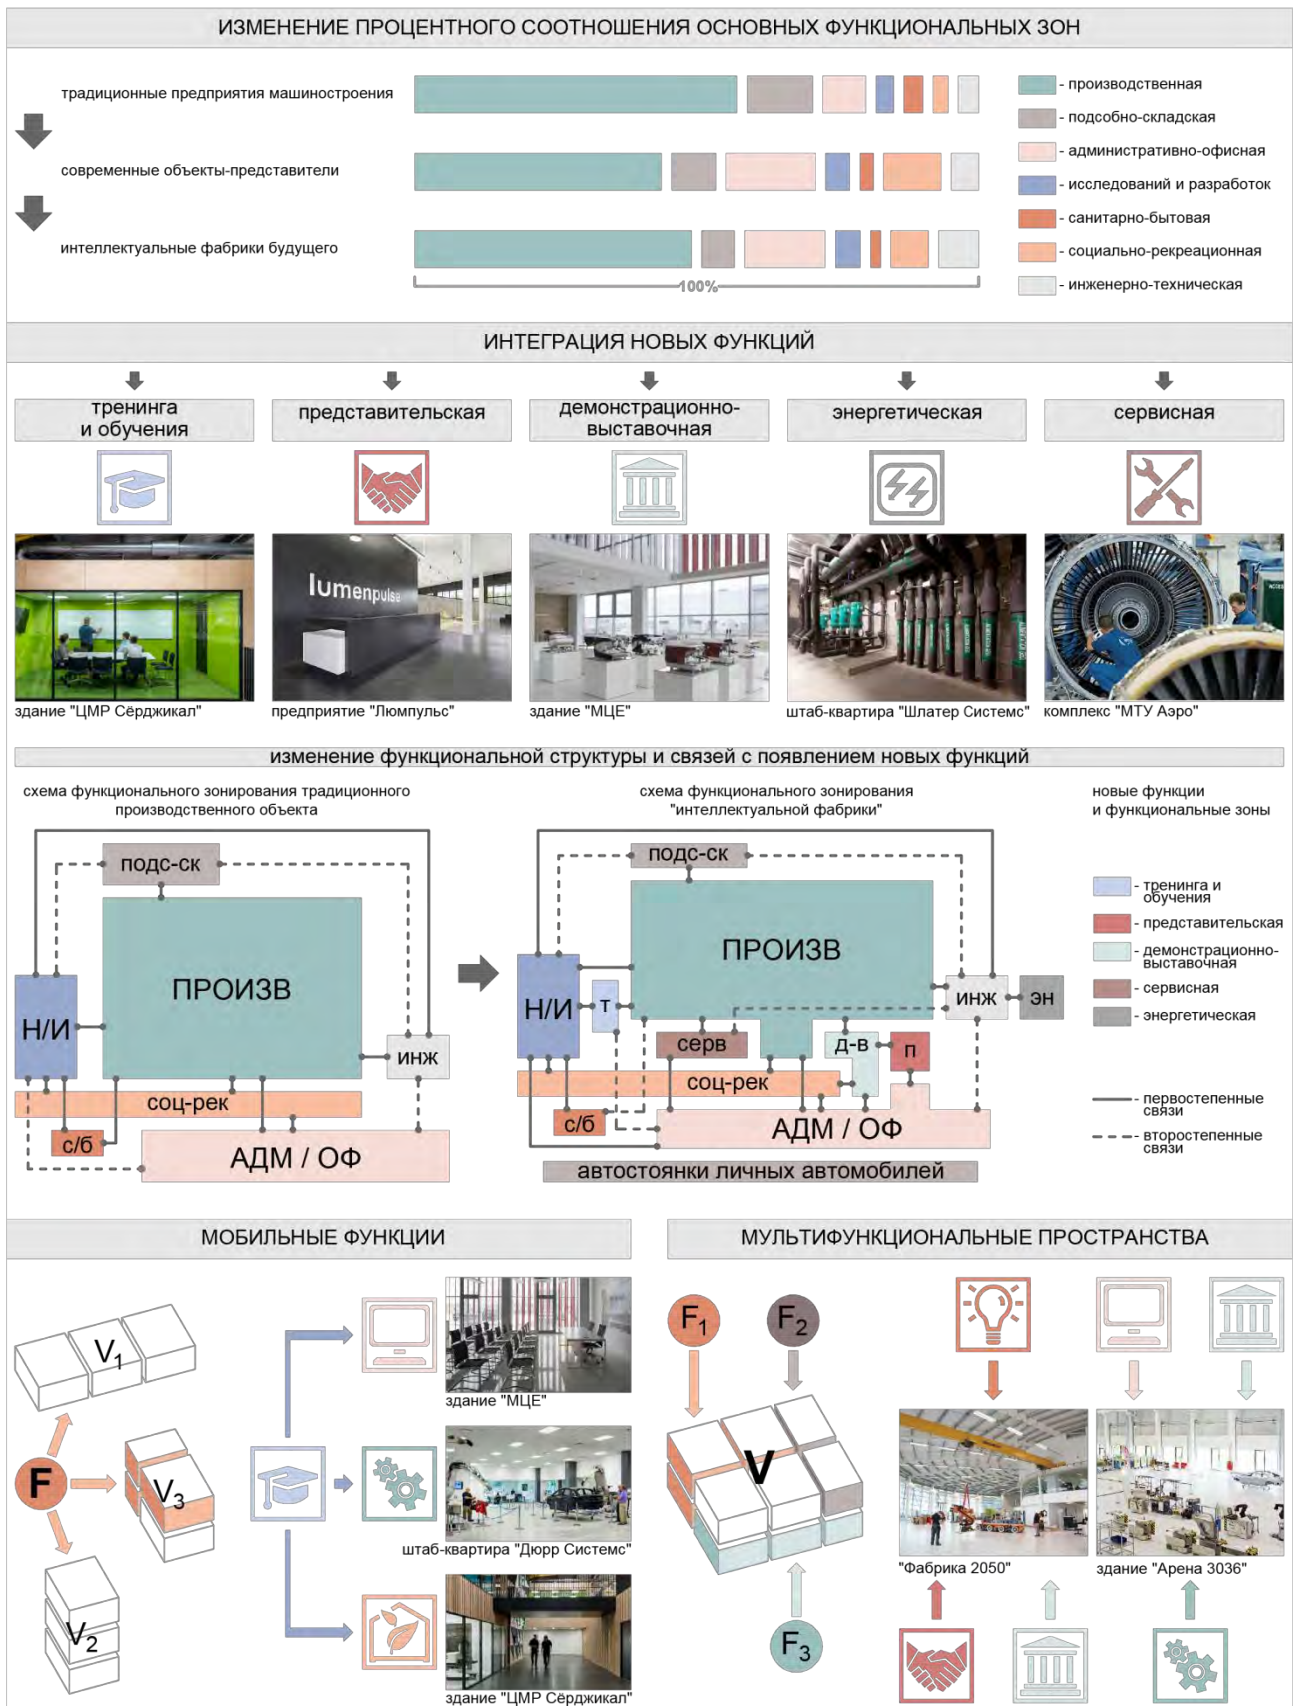 ИЗМЕНЕНИЕ ПРОЦЕНТНОГО СООТНОШЕНИЯ ОСНОВНЫХ ФУНКЦИОНАЛЬНЫХ ЗОН
традиционные предприятия машиностроения
современные объекты-представители
интеллектуальные фабрики будущего
100%
- производственная
- подсобно-складская
- административно-офисная
- исследований и разработок
- санитарно-бытовая
- социально-рекреационная
- инженерно-техническая
ИНТЕГРАЦИЯ НОВЫХ ФУНКЦИЙ
тренинга
и обучения
представительская
демонстрационно-
выставочная
энергетическая
сервисная
lumenpulse
здание "ЦМР Сёрджикал"
предприятие "Люмпульс"
здание "МЦЕ"
штаб-квартира "Шлатер Системс"
комплекс "МТУ Аэро"
изменение функциональной структуры и связей с появлением новых функций
схема функционального зонирования традиционного
производственного объекта
подс-ск
ПРОИЗВ
Н/И
инж
соц-рек
с/б
АДМ / ОФ
схема функционального зонирования
"интеллектуальной фабрики"
подс-ск
ПРОИЗВ
Н/И
т
инж
эн
серв
д-в
п
соц-рек
с/б
АДМ / ОФ
автостоянки личных автомобилей
новые функции
и функциональные зоны
- тренинга и
обучения
- представительская
- демонстрационно-
выставочная
- сервисная
- энергетическая
- первостепенные
связи
- второстепенные
связи
МОБИЛЬНЫЕ ФУНКЦИИ
V1
F
V3
V2
здание "МЦЕ"
штаб-квартира "Дюрр Системс"
здание "ЦМР Сёрджикал"
МУЛЬТИФУНКЦИОНАЛЬНЫЕ ПРОСТРАНСТВА
F1
F2
V
F3
"Фабрика 2050"
здание "Арена 3036"